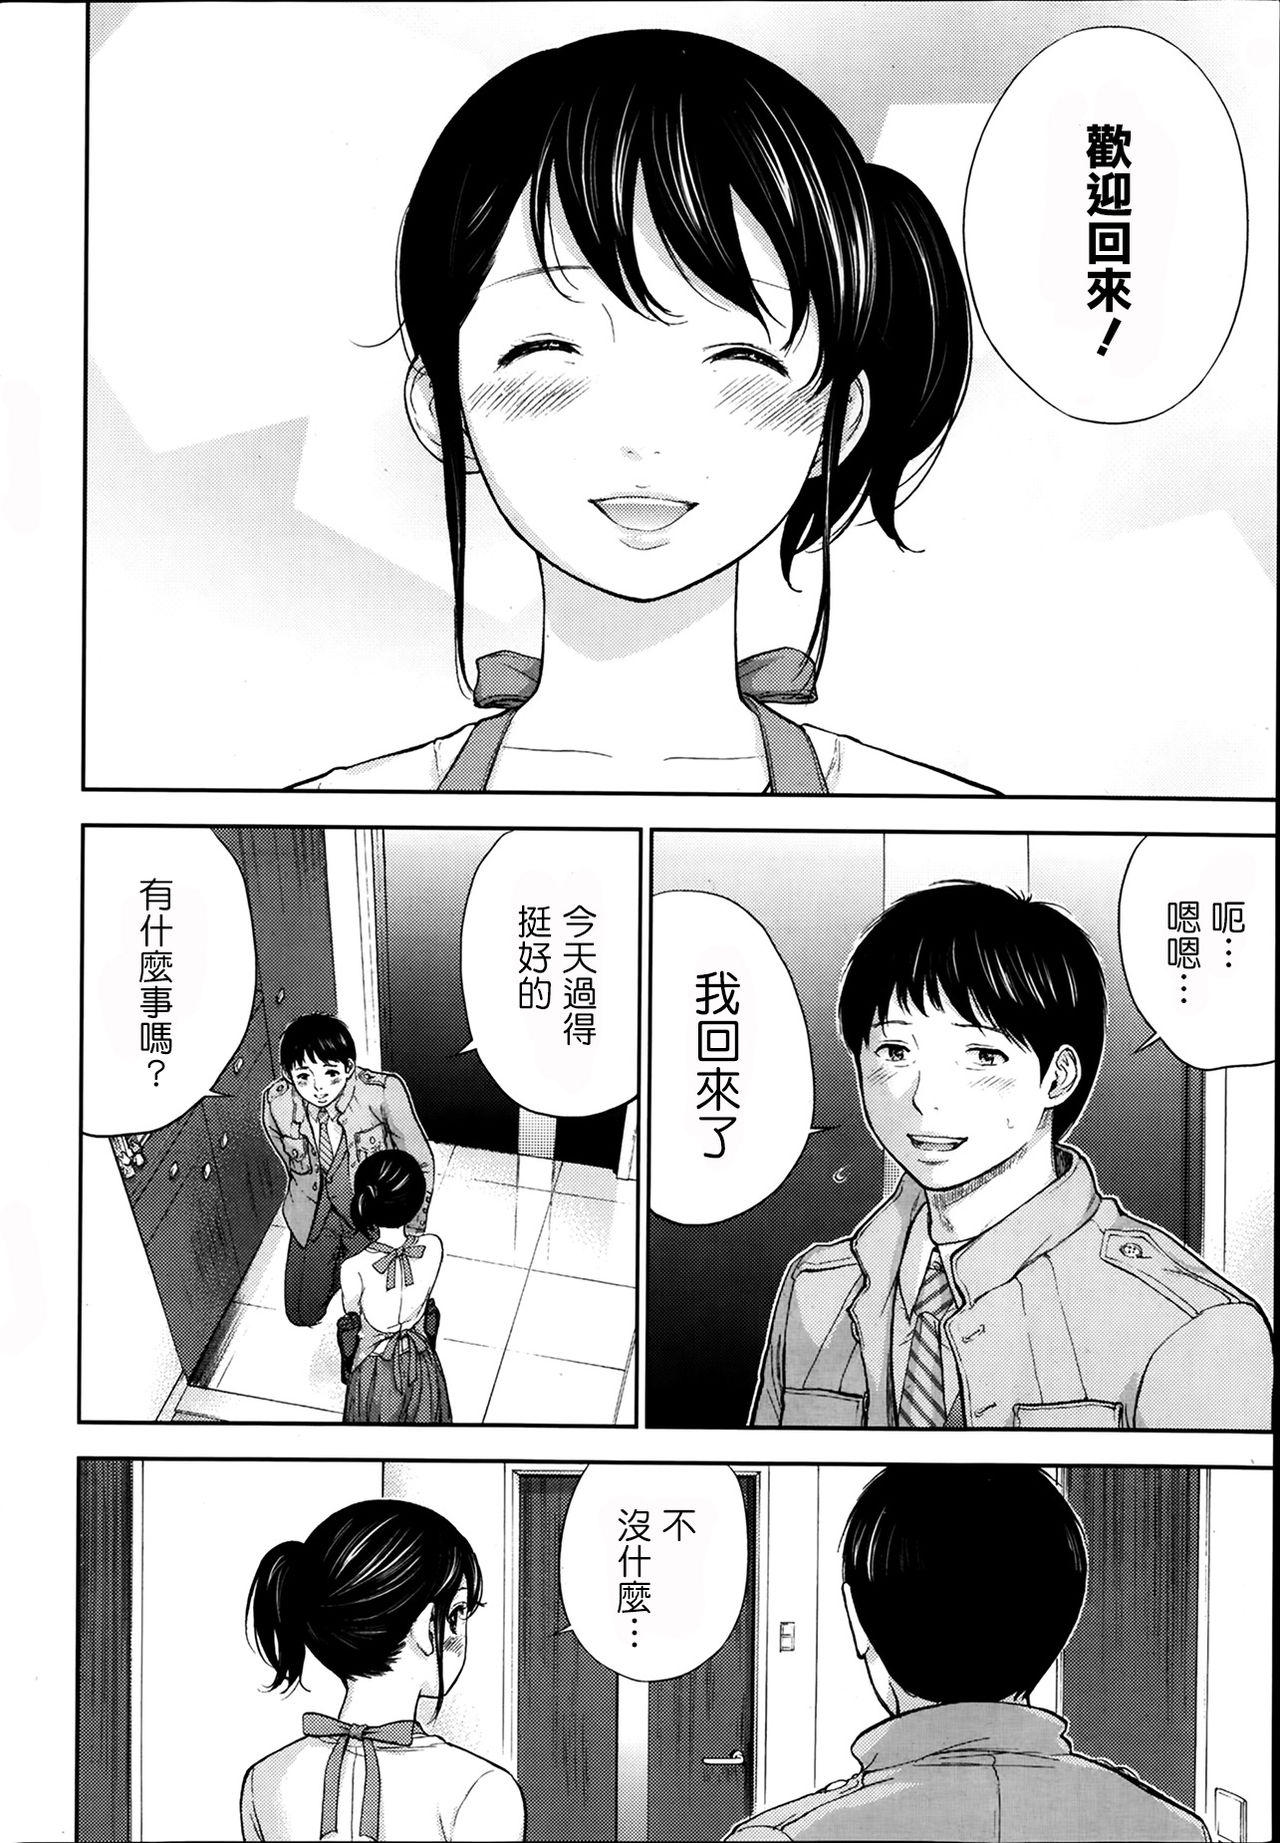 歡迎回來！
呃…
嗯嗯…
我回來了
今天過得
挺好的
有什麼事嗎？
不
沒什麼…